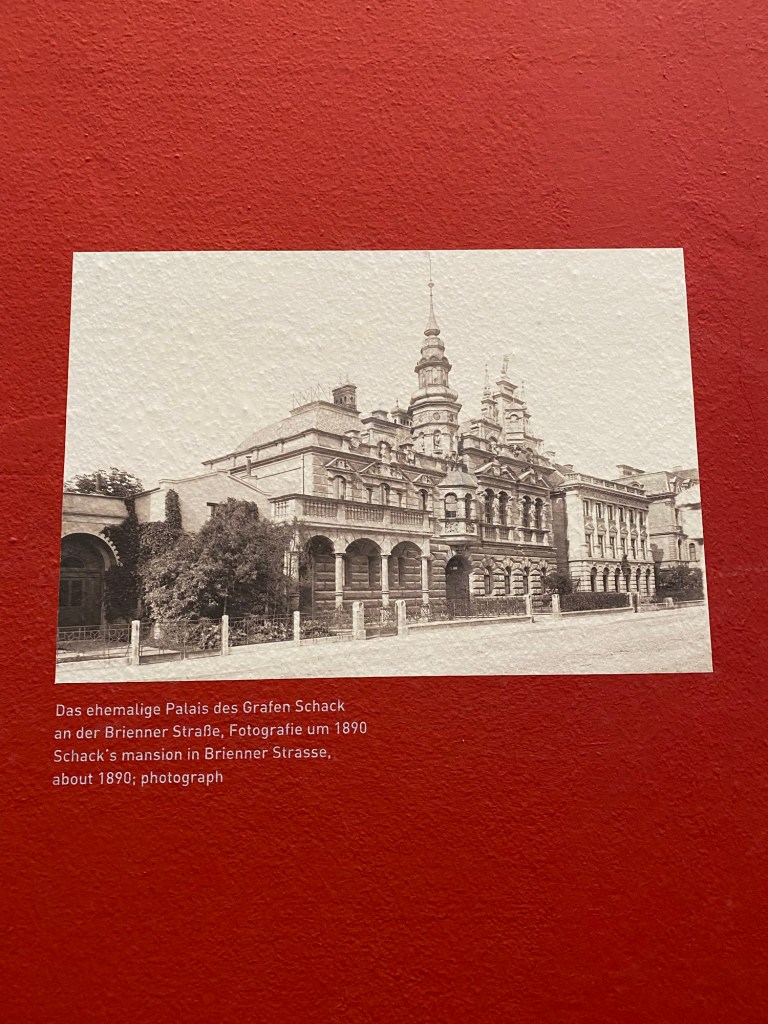 Das ehemalige Palais des Grafen Schack
an der Brienner Straße, Fotografie um 1890
Schack's mansion in Brienner Strasse,
about 1890; photograph